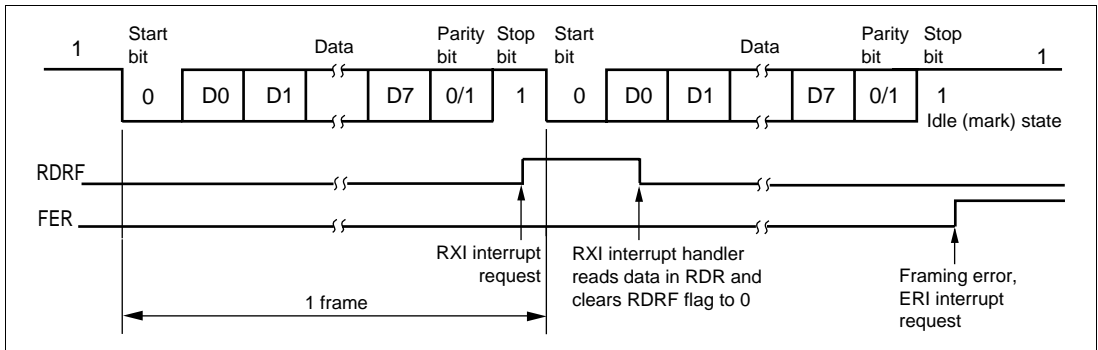 1
Start
bit
Data
Parity
bit
Stop
bit
Start
bit
Data
Parity
bit
Stop
bit
1
0 D0 D1 D7 0/1 1 0 D0 D1 D7 0/1 1
Idle (mark) state
RDRF
FER
RXI interrupt
request
RXI interrupt handler
reads data in RDR and
clears RDRF flag to 0
Framing error,
ERI interrupt
request
1 frame